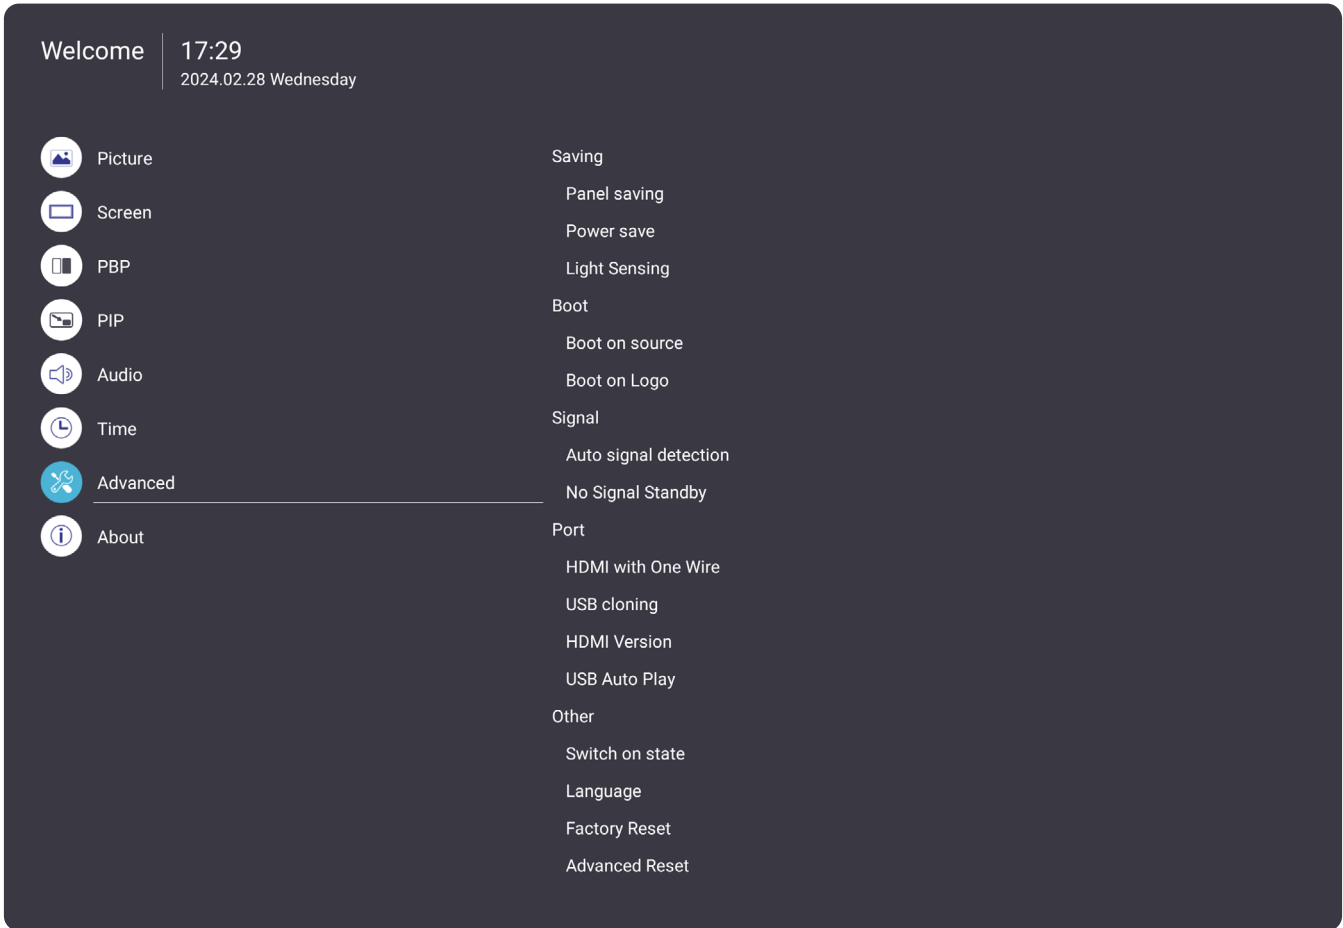 Welcome
17:29
2024.02.28 Wednesday
Picture
Screen
PBP
PIP
Audio
Time
Advanced
About
Saving
Panel saving
Power save
Light Sensing
Boot
Boot on source
Boot on Logo
Signal
Auto signal detection
No Signal Standby
Port
HDMI with One Wire
USB cloning
HDMI Version
USB Auto Play
Other
Switch on state
Language
Factory Reset
Advanced Reset